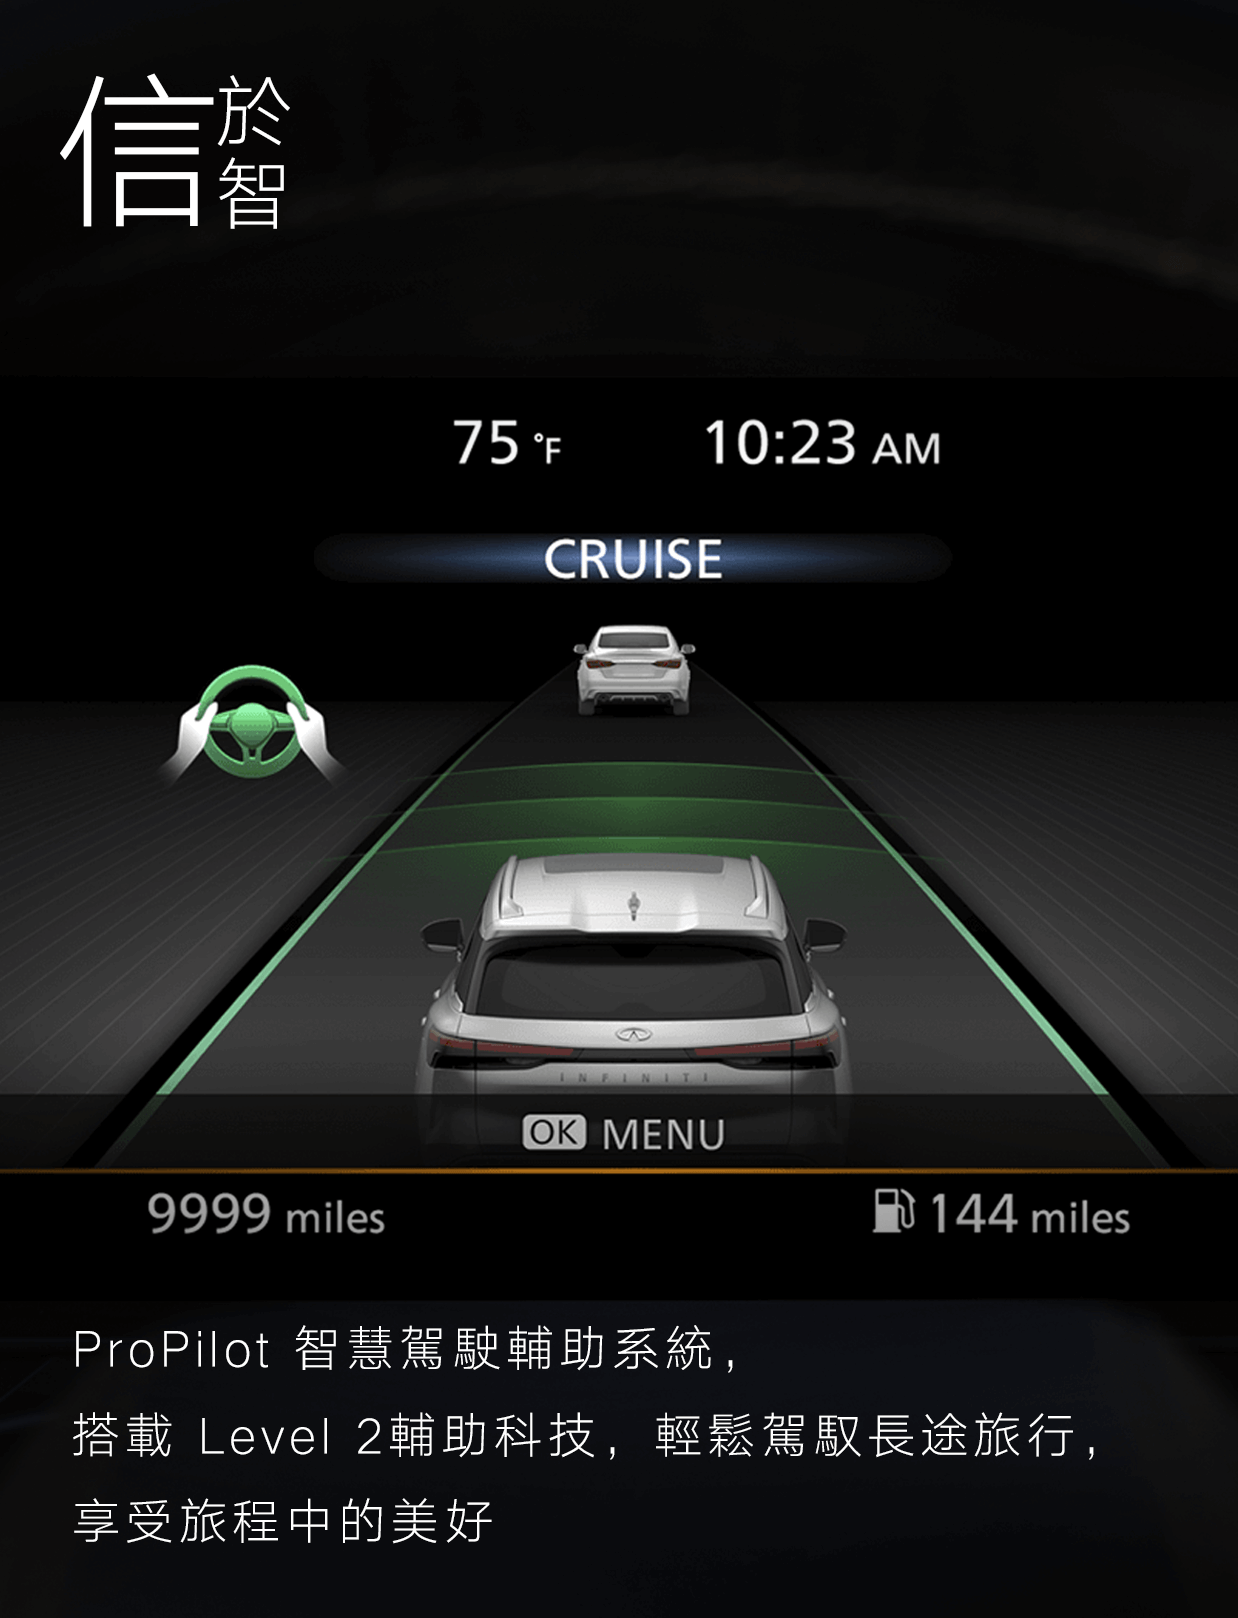 信於智
75 °F 10:23 AM
CRUISE
INFINITI
OK MENU
9999 miles 144 miles
ProPilot 智慧駕駛輔助系統，
搭載 Level 2輔助科技，輕鬆駕馭長途旅行，
享受旅程中的美好